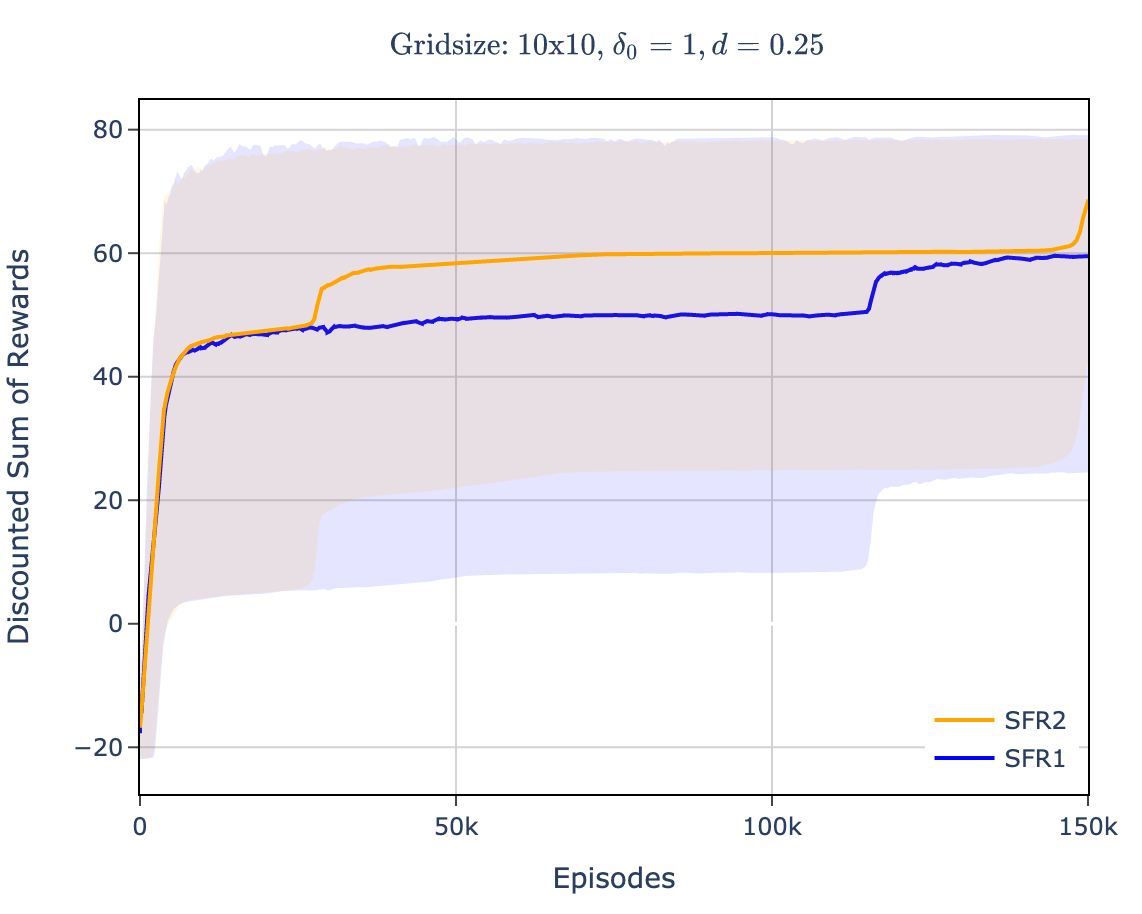 Gridsize: 10x10, δ₀ = 1, d = 0.25
Discounted Sum of Rewards
80
60
40
20
0
−20
SFR2
SFR1
0
50k
100k
150k
Episodes